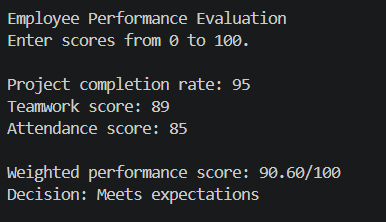 Employee Performance Evaluation
Enter scores from 0 to 100.
Project completion rate: 95
Teamwork score: 89
Attendance score: 85
Weighted performance score: 90.60/100
Decision: Meets expectations